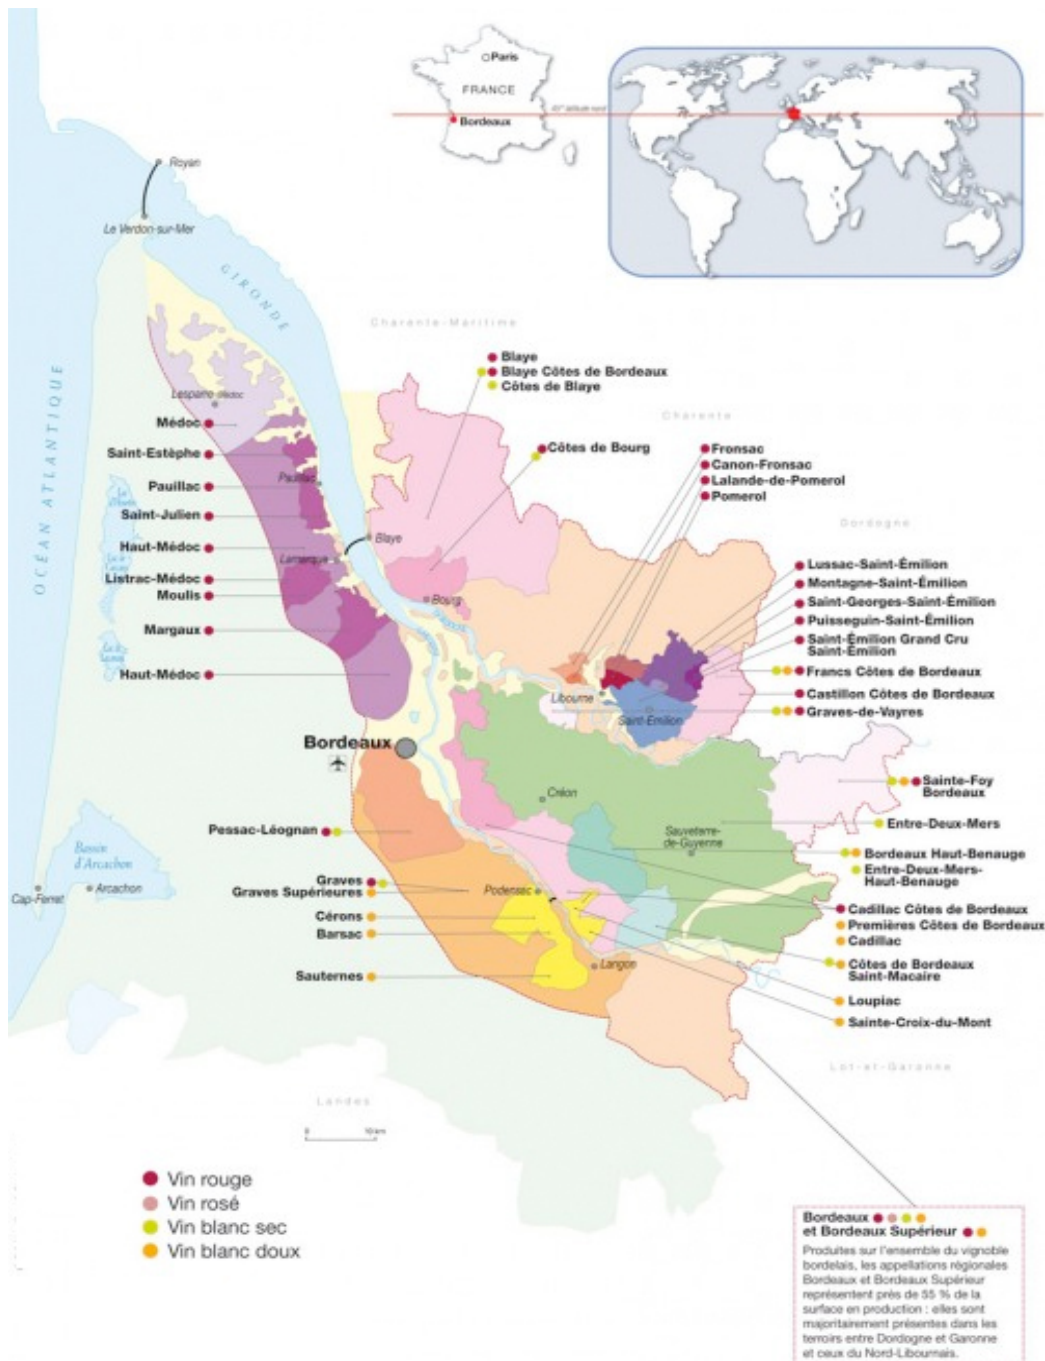 Paris
FRANCE
45ème latitude nord
Bordeaux
Royan
Le Verdon-sur-Mer
GIRONDE
OCÉAN ATLANTIQUE
Charente-Maritime
Blaye
Blaye Côtes de Bordeaux
Côtes de Blaye
Charente
Côtes de Bourg
Fronsac
Canon-Fronsac
Lalande-de-Pomerol
Pomerol
Dordogne
Lesparre-Médoc
Médoc
Saint-Estèphe
Pauillac
Pauillac
Saint-Julien
Haut-Médoc
Lamarque
Blaye
Listrac-Médoc
Moulis
Bourg
Margaux
Haut-Médoc
Lussac-Saint-Émilion
Montagne-Saint-Émilion
Saint-Georges-Saint-Émilion
Puisseguin-Saint-Émilion
Saint-Émilion Grand Cru
Saint-Émilion
Francs Côtes de Bordeaux
Castillon Côtes de Bordeaux
Graves-de-Vayres
Libourne
Saint-Emilion
Bordeaux
Sainte-Foy
Bordeaux
Créon
Entre-Deux-Mers
Sauveterre-
de-Guyenne
Pessac-Léognan
Bordeaux Haut-Benauge
Entre-Deux-Mers-
Haut-Benauge
Bassin
d'Arcachon
Cap-Ferret
Arcachon
Graves
Graves Supérieures
Podensac
Cérons
Barsac
Cadillac Côtes de Bordeaux
Premières Côtes de Bordeaux
Cadillac
Sauternes
Langon
Côtes de Bordeaux
Saint-Macaire
Loupiac
Sainte-Croix-du-Mont
Lot-et-Garonne
Landes
0 10 km
Vin rouge
Vin rosé
Vin blanc sec
Vin blanc doux
Bordeaux
et Bordeaux Supérieur
Produites sur l'ensemble du vignoble
bordelais, les appellations régionales
Bordeaux et Bordeaux Supérieur
représentent près de 55 % de la
surface en production : elles sont
majoritairement présentes dans les
terroirs entre Dordogne et Garonne
et ceux du Nord-Libournais.